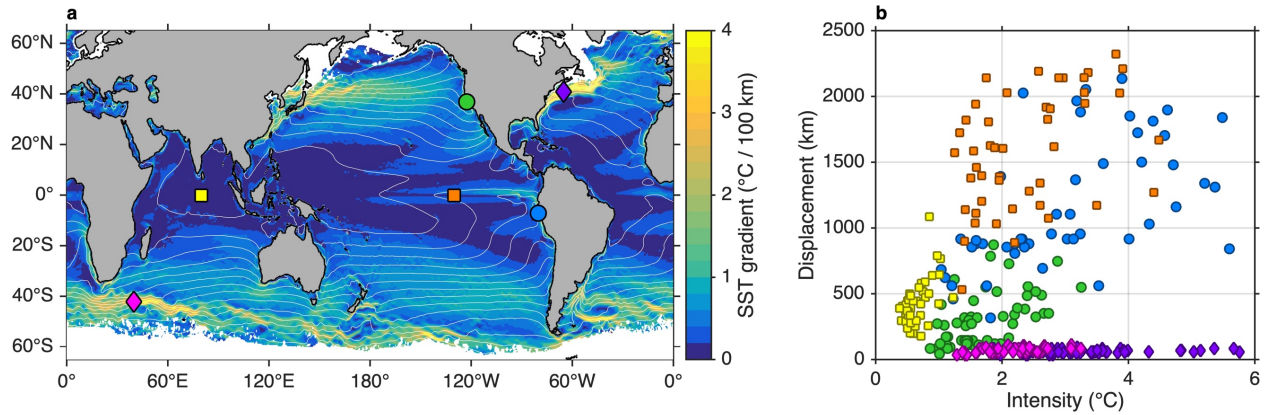 a
60°N
40°N
20°N
0°
20°S
40°S
60°S
0°
60°E
120°E
180°
120°W
60°W
0°
4
3
2
1
0
SST gradient (°C / 100 km)
b
2500
2000
1500
1000
500
0
Displacement (km)
0
2
4
6
Intensity (°C)